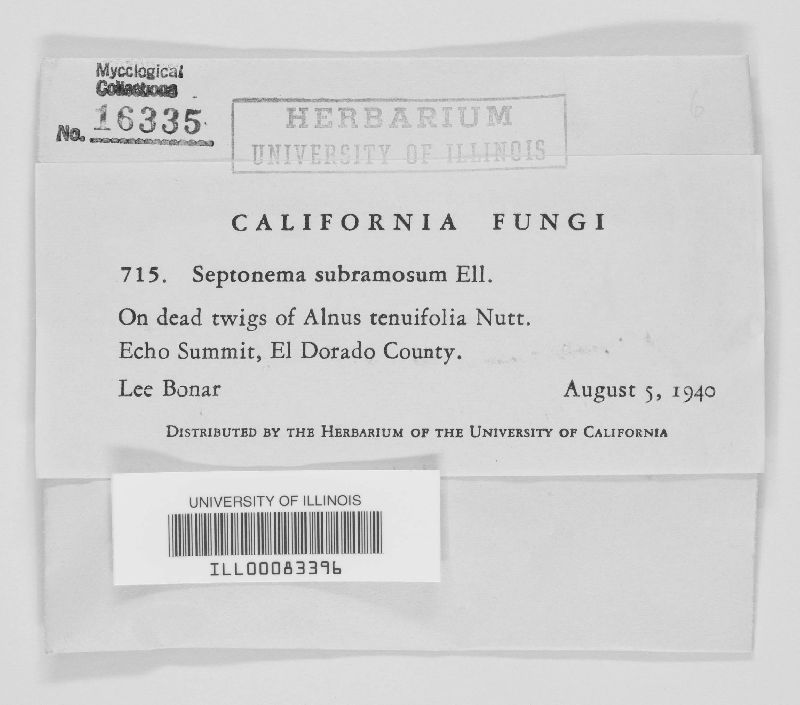 Mycological
Collections
No. 16335
HERBARIUM
UNIVERSITY OF ILLINOIS
6
CALIFORNIA FUNGI
715. Septonema subramosum Ell.
On dead twigs of Alnus tenuifolia Nutt.
Echo Summit, El Dorado County.
Lee Bonar August 5, 1940
DISTRIBUTED BY THE HERBARIUM OF THE UNIVERSITY OF CALIFORNIA
UNIVERSITY OF ILLINOIS
ILL00083396